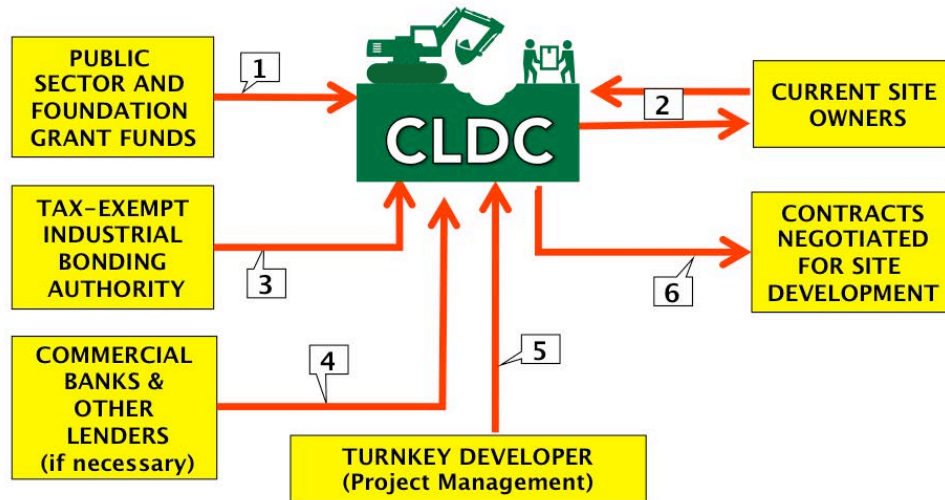 PUBLIC
SECTOR AND
FOUNDATION
GRANT FUNDS
1
CLDC
2
CURRENT SITE
OWNERS
TAX-EXEMPT
INDUSTRIAL
BONDING
AUTHORITY
3
CONTRACTS
NEGOTIATED
FOR SITE
DEVELOPMENT
6
COMMERCIAL
BANKS &
OTHER
LENDERS
(if necessary)
4
5
TURNKEY DEVELOPER
(Project Management)